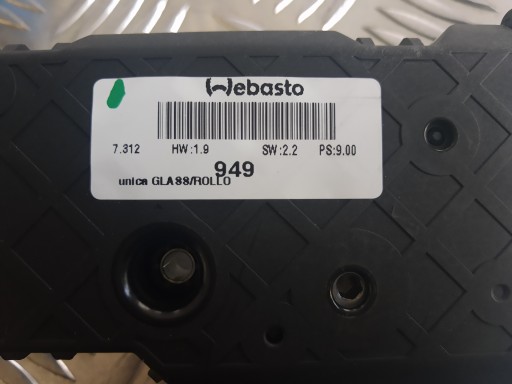 Webasto
7.312 HW:1.9 SW:2.2 PS:9.00
949
unica GLA88/ROLLO